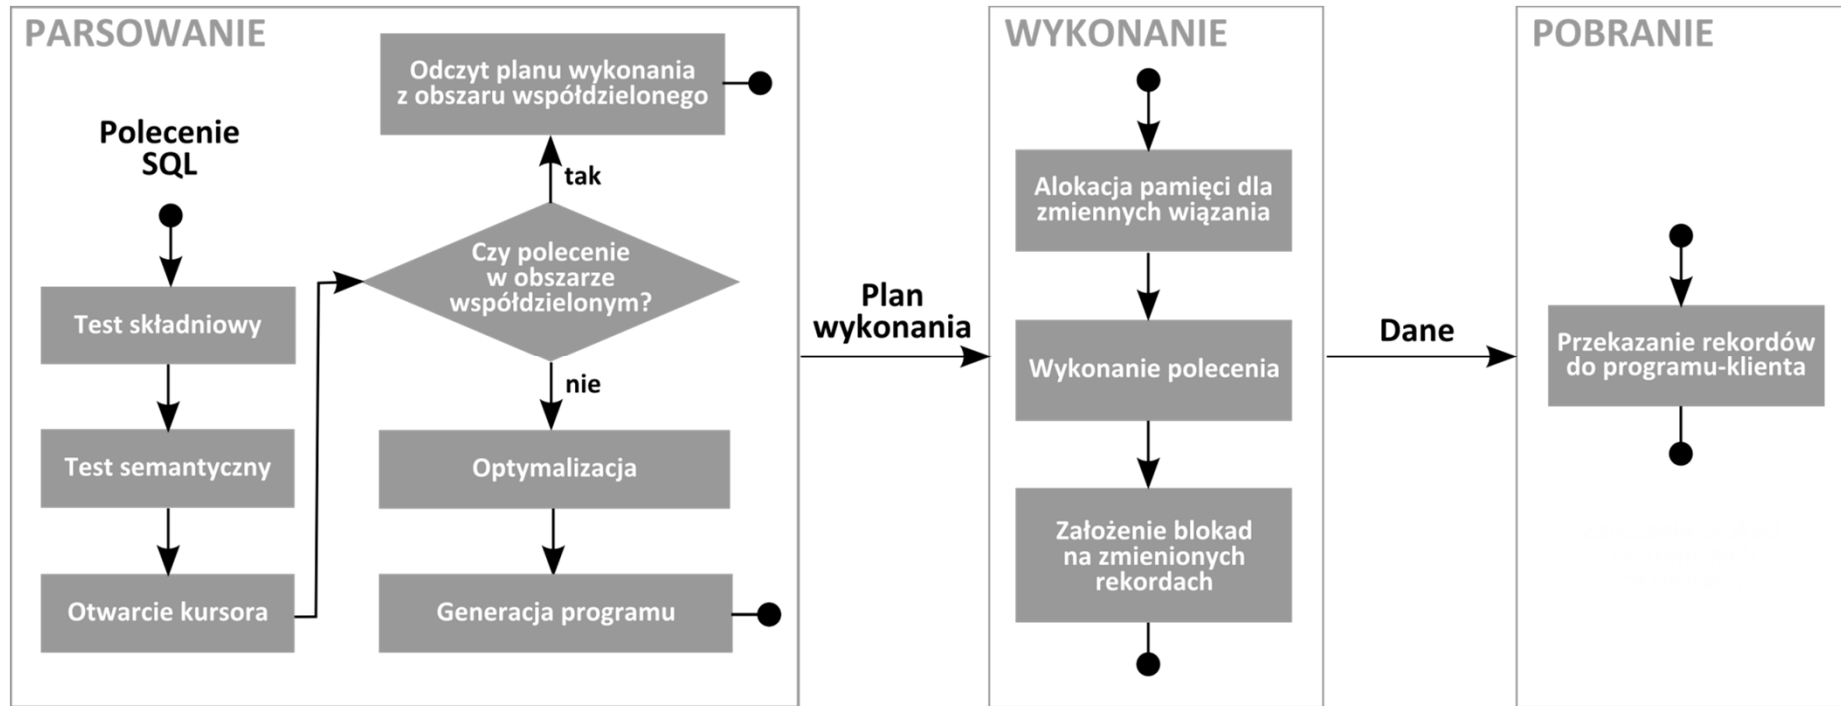 PARSOWANIE
Polecenie
SQL
Test składniowy
Test semantyczny
Otwarcie kursora
Odczyt planu wykonania
z obszaru współdzielonego
tak
Czy polecenie
w obszarze
współdzielonym?
nie
Optymalizacja
Generacja programu
Plan
wykonania
WYKONANIE
Alokacja pamięci dla
zmiennych wiązania
Wykonanie polecenia
Założenie blokad
na zmienionych
rekordach
Dane
POBRANIE
Przekazanie rekordów
do programu-klienta